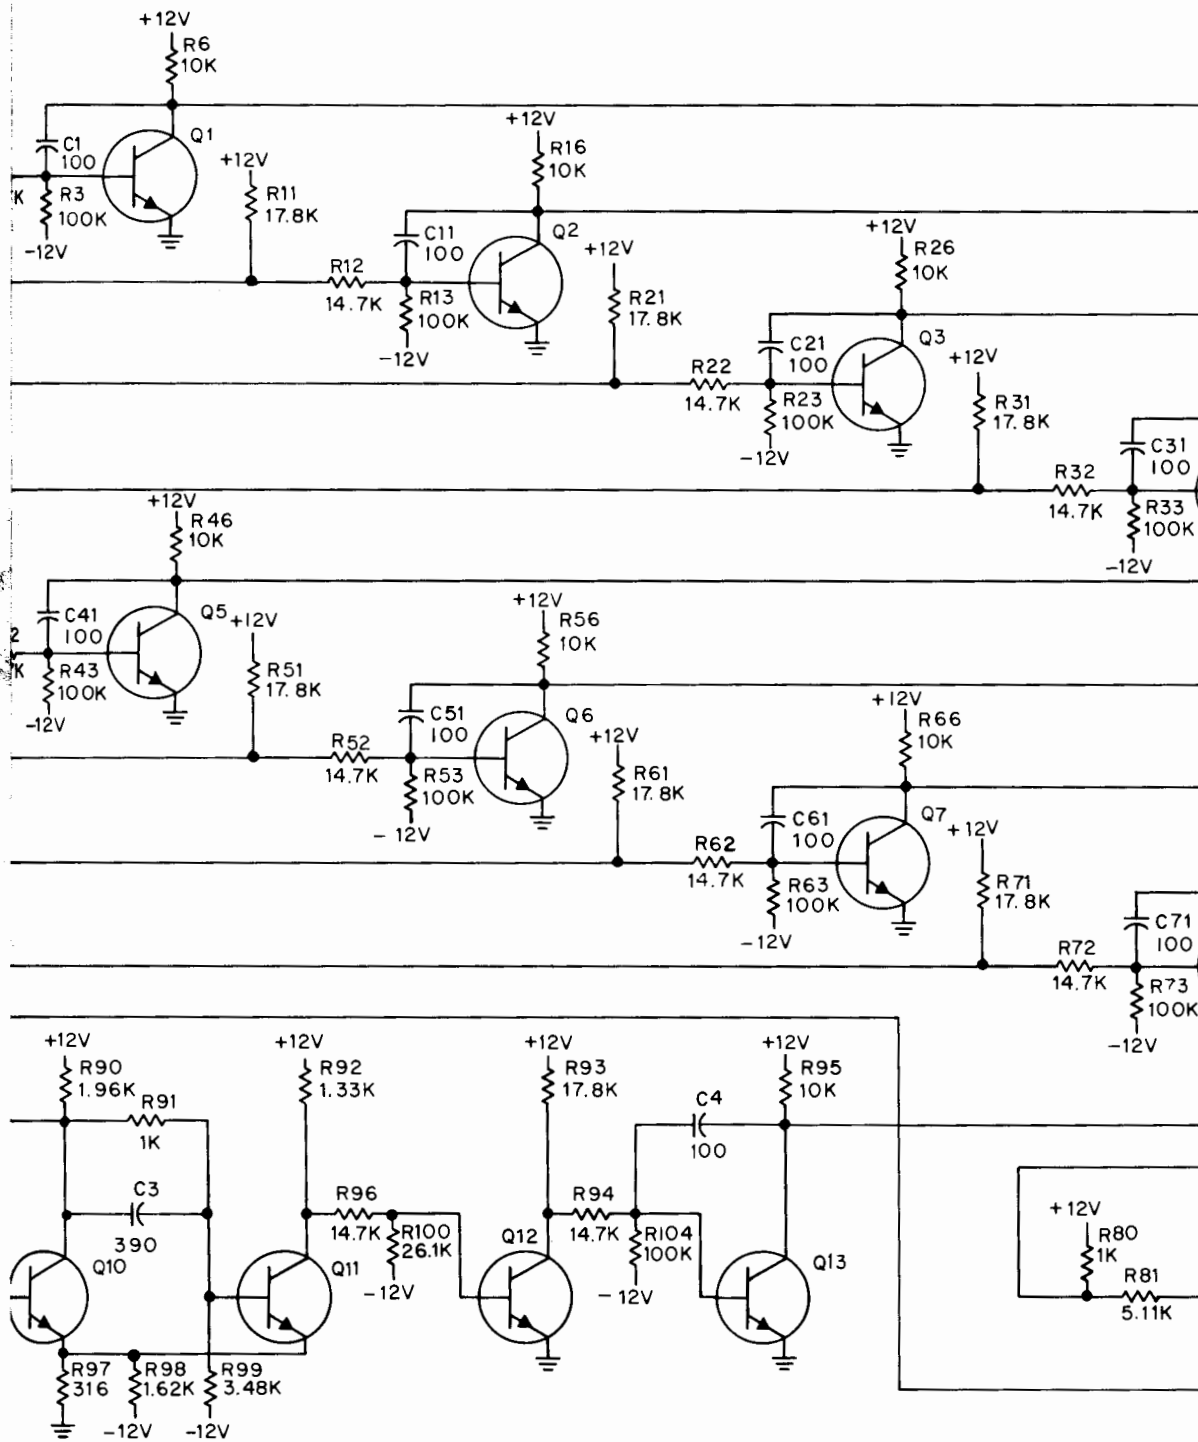 +12V
R6
10K
C1
100
Q1
K
R3
100K
-12V
+12V
R11
17.8K
+12V
R16
10K
C11
100
Q2
R12
14.7K
R13
100K
-12V
+12V
R21
17.8K
+12V
R26
10K
C21
100
Q3
R22
14.7K
R23
100K
-12V
+12V
R31
17.8K
C31
100
R32
14.7K
R33
100K
-12V
+12V
R46
10K
C41
100
Q5
2
K
R43
100K
-12V
+12V
R51
17.8K
+12V
R56
10K
C51
100
Q6
R52
14.7K
R53
100K
-12V
+12V
R61
17.8K
+12V
R66
10K
C61
100
Q7
R62
14.7K
R63
100K
-12V
+12V
R71
17.8K
C71
100
R72
14.7K
R73
100K
-12V
+12V
R90
1.96K
R91
1K
C3
390
Q10
R97
316
R98
1.62K
-12V
R99
3.48K
-12V
+12V
R92
1.33K
R96
14.7K
R100
26.1K
-12V
Q11
+12V
R93
17.8K
Q12
R94
14.7K
R104
100K
-12V
C4
100
+12V
R95
10K
Q13
+12V
R80
1K
R81
5.11K